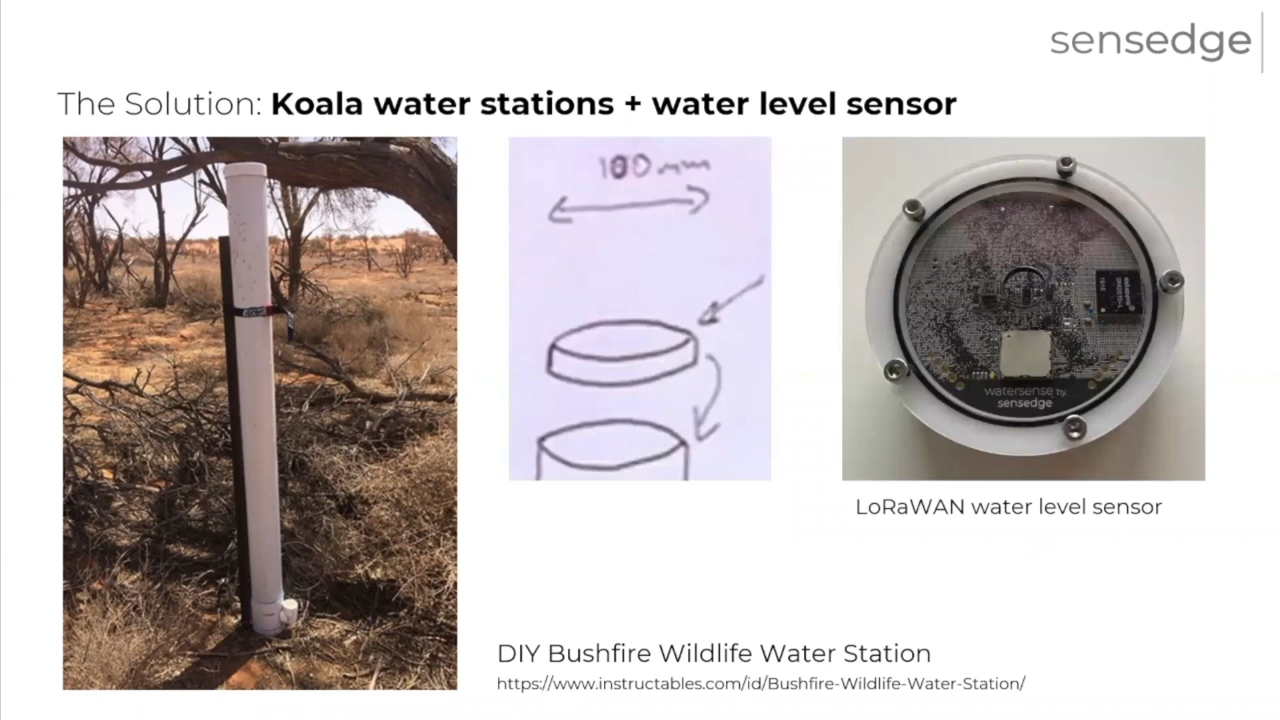 sensedge
The Solution: Koala water stations + water level sensor
100mm
watersense by
sensedge
LoRaWAN water level sensor
DIY Bushfire Wildlife Water Station
https://www.instructables.com/id/Bushfire-Wildlife-Water-Station/